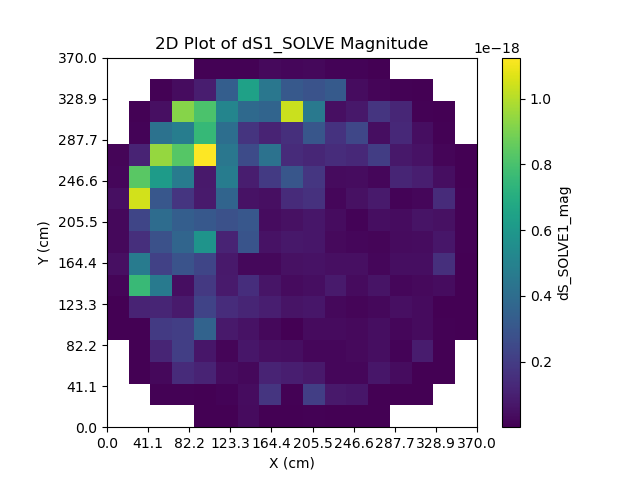 2D Plot of dS1_SOLVE Magnitude
1e−18
370.0
328.9
287.7
246.6
205.5
164.4
123.3
82.2
41.1
0.0
Y (cm)
0.0 41.1 82.2 123.3 164.4 205.5 246.6 287.7 328.9 370.0
X (cm)
1.0
0.8
0.6
0.4
0.2
dS_SOLVE1_mag